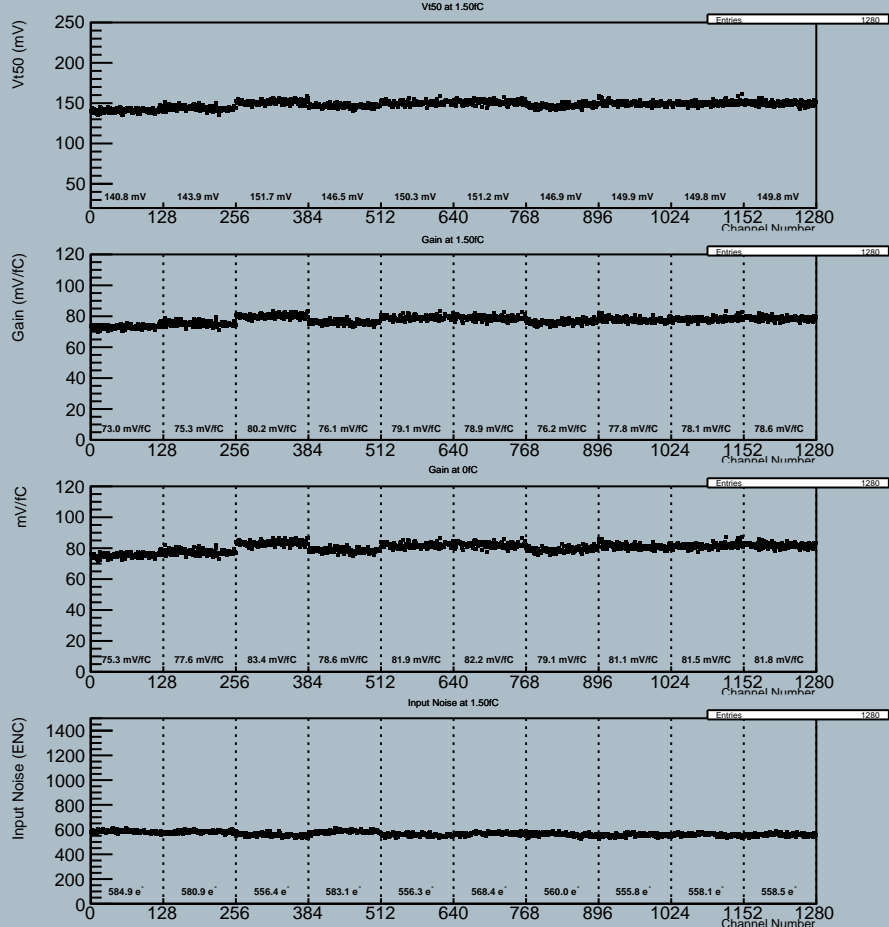 Vt50 at 1.50fC
Entries 1280
Vt50 (mV)
250
200
150
100
50
140.8 mV 143.9 mV 151.7 mV 146.5 mV 150.3 mV 151.2 mV 146.9 mV 149.9 mV 149.8 mV 149.8 mV
0 128 256 384 512 640 768 896 1024 1152 1280
Channel Number
Gain at 1.50fC
Entries 1280
Gain (mV/fC)
120
100
80
60
40
20
0
73.0 mV/fC 75.3 mV/fC 80.2 mV/fC 76.1 mV/fC 79.1 mV/fC 78.9 mV/fC 76.2 mV/fC 77.8 mV/fC 78.1 mV/fC 78.6 mV/fC
0 128 256 384 512 640 768 896 1024 1152 1280
Channel Number
Gain at 0fC
Entries 1280
mV/fC
120
100
80
60
40
20
0
75.3 mV/fC 77.6 mV/fC 83.4 mV/fC 78.6 mV/fC 81.9 mV/fC 82.2 mV/fC 79.1 mV/fC 81.1 mV/fC 81.5 mV/fC 81.8 mV/fC
0 128 256 384 512 640 768 896 1024 1152 1280
Channel Number
Input Noise at 1.50fC
Entries 1280
Input Noise (ENC)
1400
1200
1000
800
600
400
200
0
584.9 e⁻ 580.9 e⁻ 556.4 e⁻ 583.1 e⁻ 556.3 e⁻ 568.4 e⁻ 560.0 e⁻ 555.8 e⁻ 558.1 e⁻ 558.5 e⁻
0 128 256 384 512 640 768 896 1024 1152 1280
Channel Number